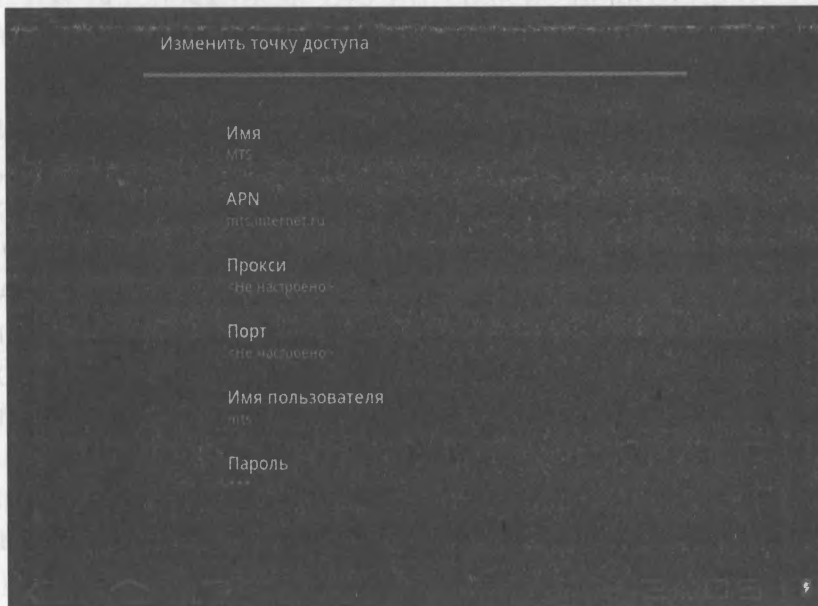 Изменить точку доступа
Имя
MTS
APN
mts.internet.ru
Прокси
<Не настроено>
Порт
<Не настроено>
Имя пользователя
mts
Пароль
***